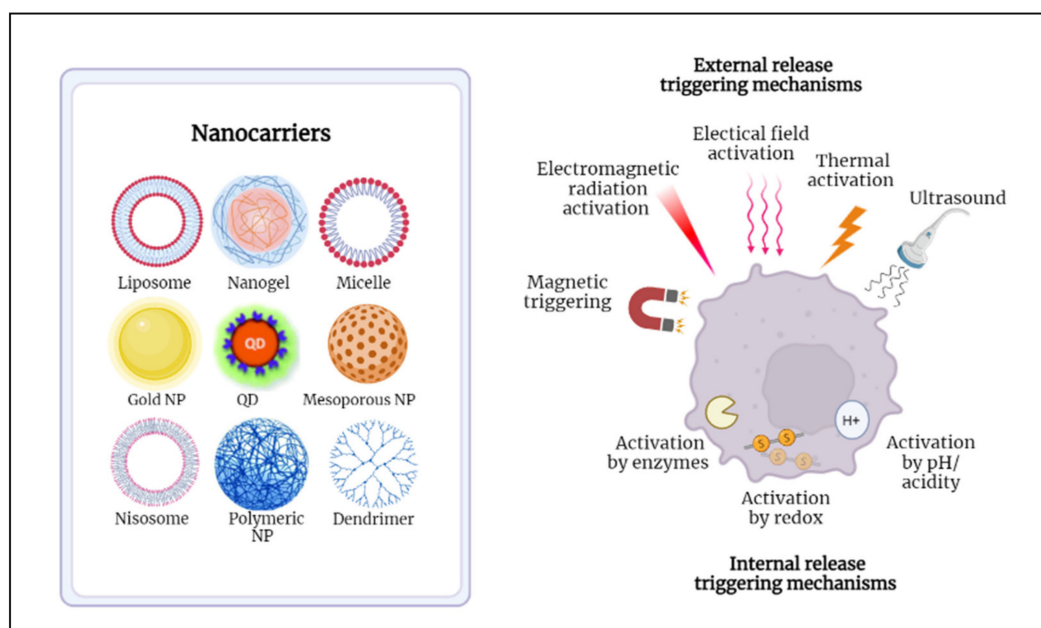 Nanocarriers
Liposome
Nanogel
Micelle
QD
Gold NP
QD
Mesoporous NP
Nisosome
Polymeric
NP
Dendrimer
External release
triggering mechanisms
Electical field
activation
Thermal
activation
Electromagnetic
radiation
activation
Ultrasound
Magnetic
triggering
H+
S
S
S
S
Activation
by enzymes
Activation
by redox
Activation
by pH/
acidity
Internal release
triggering mechanisms